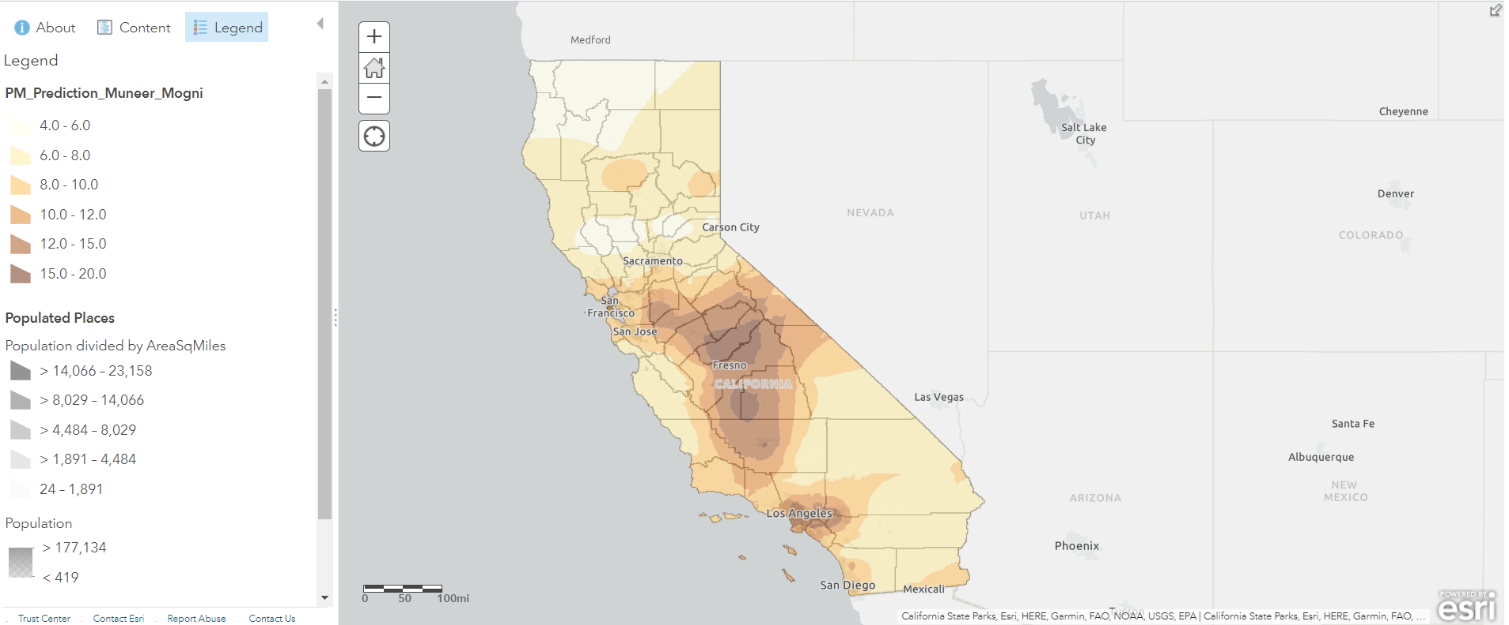 About
Content
Legend
Legend
PM_Prediction_Muneer_Mogni
4.0 - 6.0
6.0 - 8.0
8.0 - 10.0
10.0 - 12.0
12.0 - 15.0
15.0 - 20.0
Populated Places
Population divided by AreaSqMiles
> 14,066 - 23,158
> 8,029 - 14,066
> 4,484 - 8,029
> 1,891 - 4,484
24 - 1,891
Population
> 177,134
< 419
Trust Center
Contact Esri
Report Abuse
Contact Us
+
−
Medford
Cheyenne
Salt Lake
City
Denver
NEVADA
UTAH
COLORADO
Carson City
Sacramento
San
Francisco
San Jose
Fresno
CALIFORNIA
Las Vegas
Santa Fe
Albuquerque
NEW
MEXICO
ARIZONA
Los Angeles
Phoenix
San Diego
Mexicali
0 50 100mi
California State Parks, Esri, HERE, Garmin, FAO, NOAA, USGS, EPA | California State Parks, Esri, HERE, Garmin, FAO, ...
POWERED BY
esri